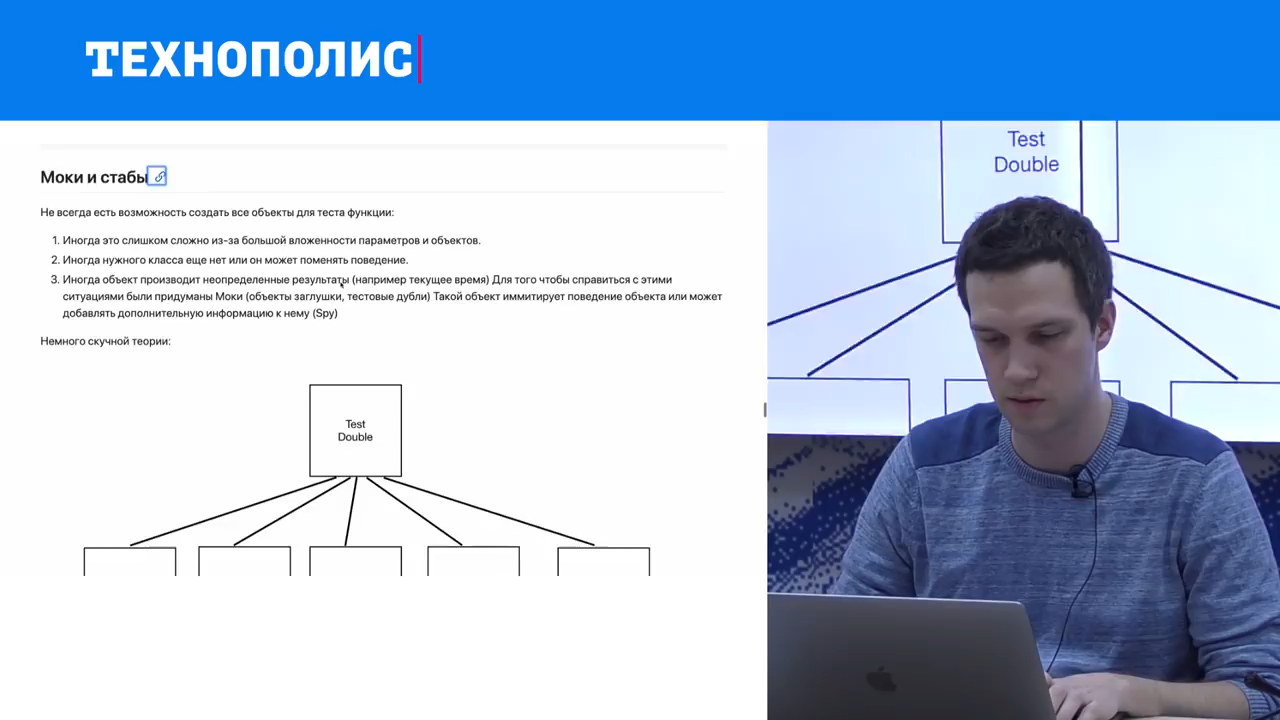 ТЕХНОПОЛИС
Моки и стабы
Не всегда есть возможность создать все объекты для теста функции:
1. Иногда это слишком сложно из-за большой вложенности параметров и объектов.
2. Иногда нужного класса еще нет или он может поменять поведение.
3. Иногда объект производит неопределенные результаты (например текущее время) Для того чтобы справиться с этими
ситуациями были придуманы Моки (объекты заглушки, тестовые дубли) Такой объект иммитирует поведение объекта или может
добавлять дополнительную информацию к нему (Spy)
Немного скучной теории:
Test
Double
Test
Double